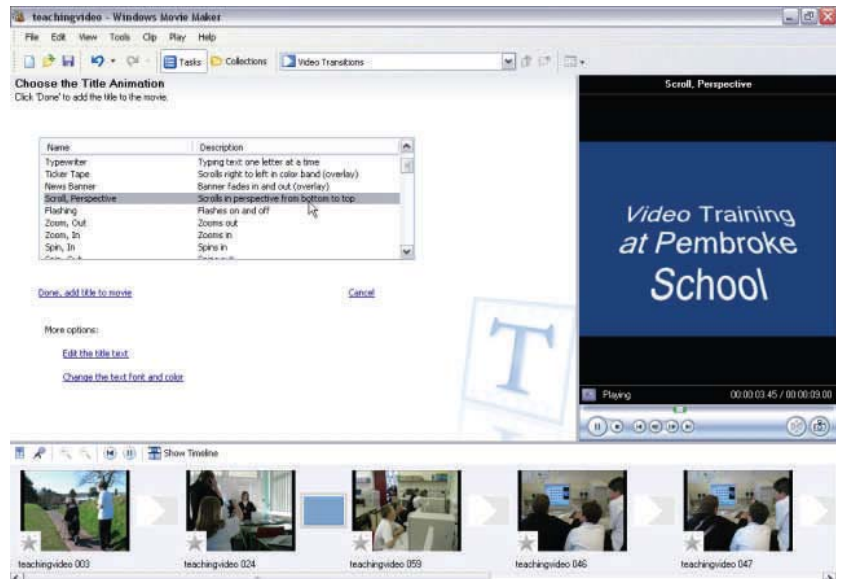 teachingvideo - Windows Movie Maker
File Edit View Tools Clip Play Help
Tasks Collections Video Transitions
Choose the Title Animation
Click 'Done' to add the title to the movie.
Scroll, Perspective
Name Description
Typewriter Typing text one letter at a time
Ticker Tape Scrolls right to left in color band (overlay)
News Banner Banner fades in and out (overlay)
Scroll, Perspective Scrolls in perspective from bottom to top
Flashing Flashes on and off
Zoom, Out Zooms out
Zoom, In Zooms in
Spin, In Spins in
Video Training
at Pembroke
School
Done, add title to movie Cancel
More options:
Edit the title text
Change the text font and color
T
Playing 00:00:03.45 / 00:00:09.00
Show Timeline
teachingvideo 003 teachingvideo 024 teachingvideo 059 teachingvideo 046 teachingvideo 047